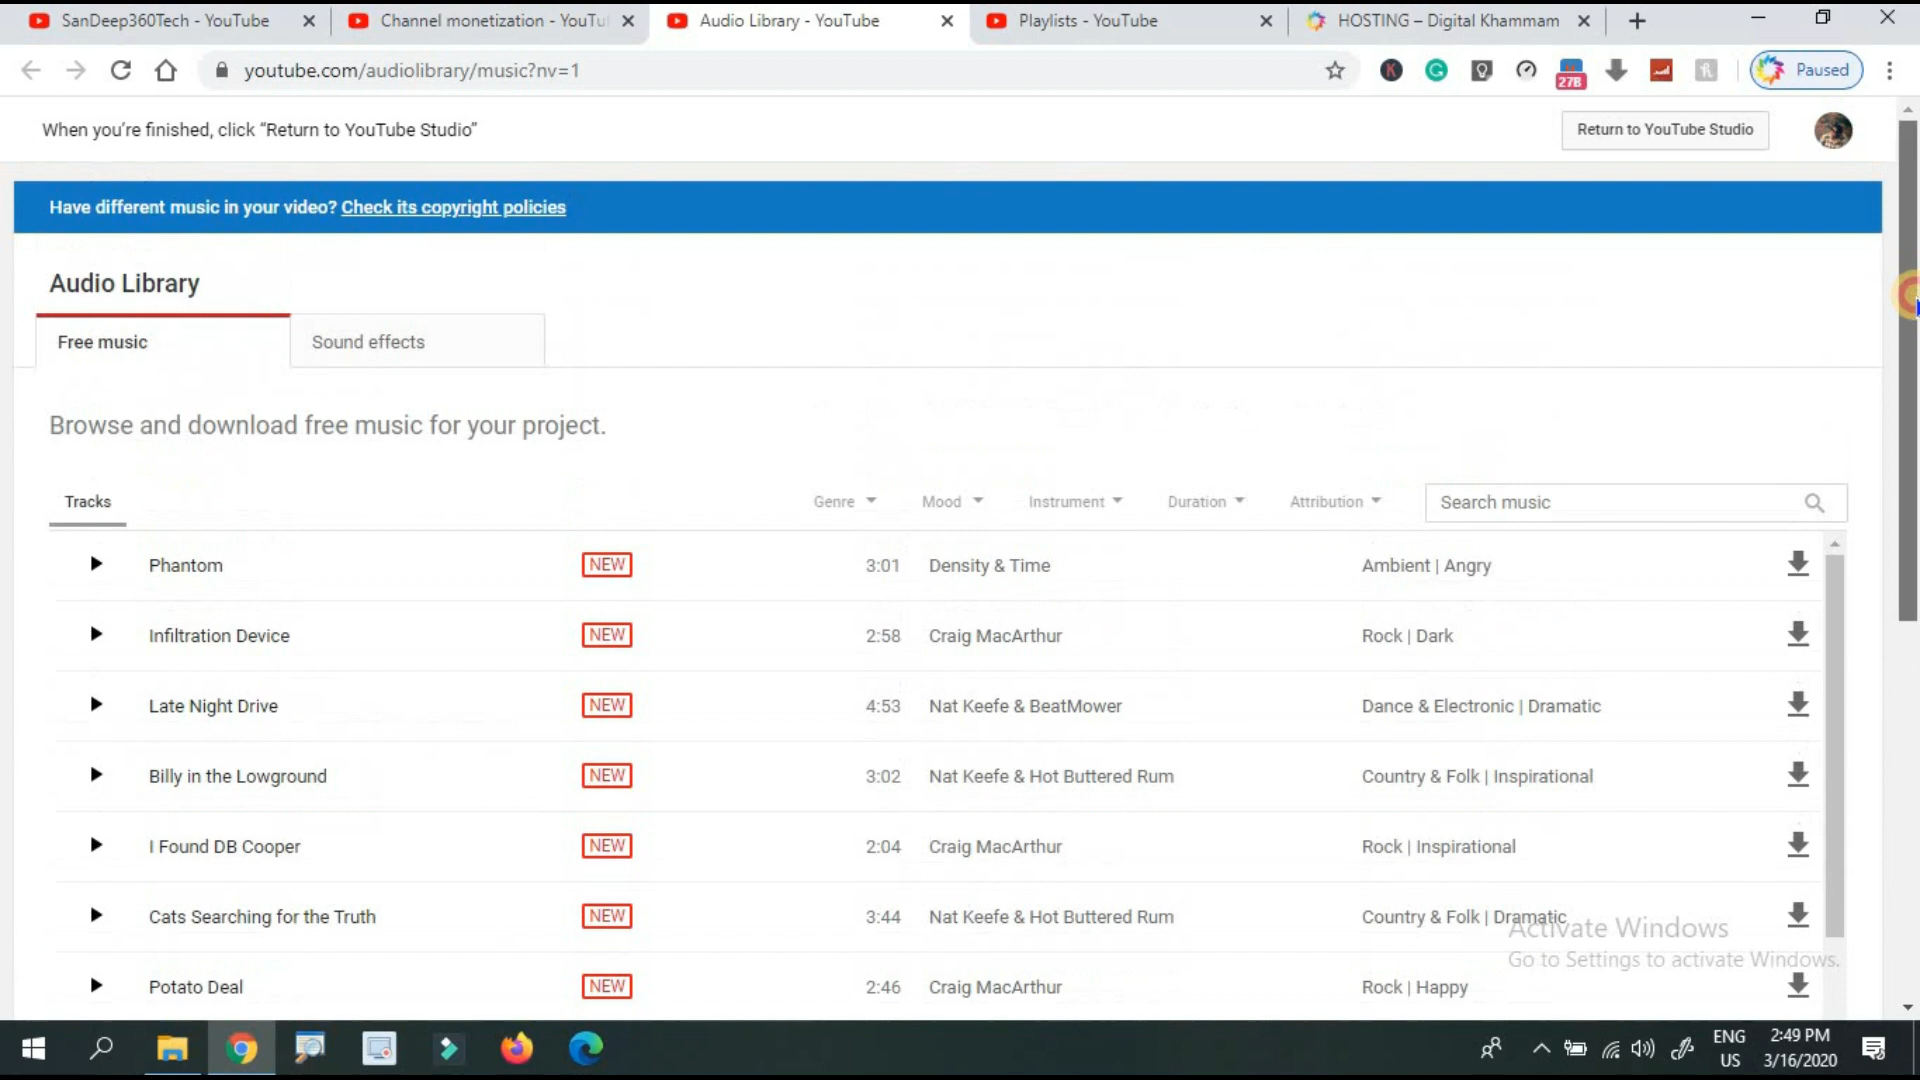 SanDeep360Tech - YouTube
Channel monetization - YouTu
Audio Library - YouTube
Playlists - YouTube
HOSTING – Digital Khammam
youtube.com/audiolibrary/music?nv=1
27B
Paused
When you're finished, click “Return to YouTube Studio”
Return to YouTube Studio
Have different music in your video? Check its copyright policies
Audio Library
Free music
Sound effects
Browse and download free music for your project.
Tracks Genre Mood Instrument Duration Attribution Search music
Phantom NEW 3:01 Density & Time Ambient | Angry
Infiltration Device NEW 2:58 Craig MacArthur Rock | Dark
Late Night Drive NEW 4:53 Nat Keefe & BeatMower Dance & Electronic | Dramatic
Billy in the Lowground NEW 3:02 Nat Keefe & Hot Buttered Rum Country & Folk | Inspirational
I Found DB Cooper NEW 2:04 Craig MacArthur Rock | Inspirational
Cats Searching for the Truth NEW 3:44 Nat Keefe & Hot Buttered Rum Country & Folk | Dramatic
Activate Windows
Go to Settings to activate Windows.
Potato Deal NEW 2:46 Craig MacArthur Rock | Happy
ENG 2:49 PM
US 3/16/2020